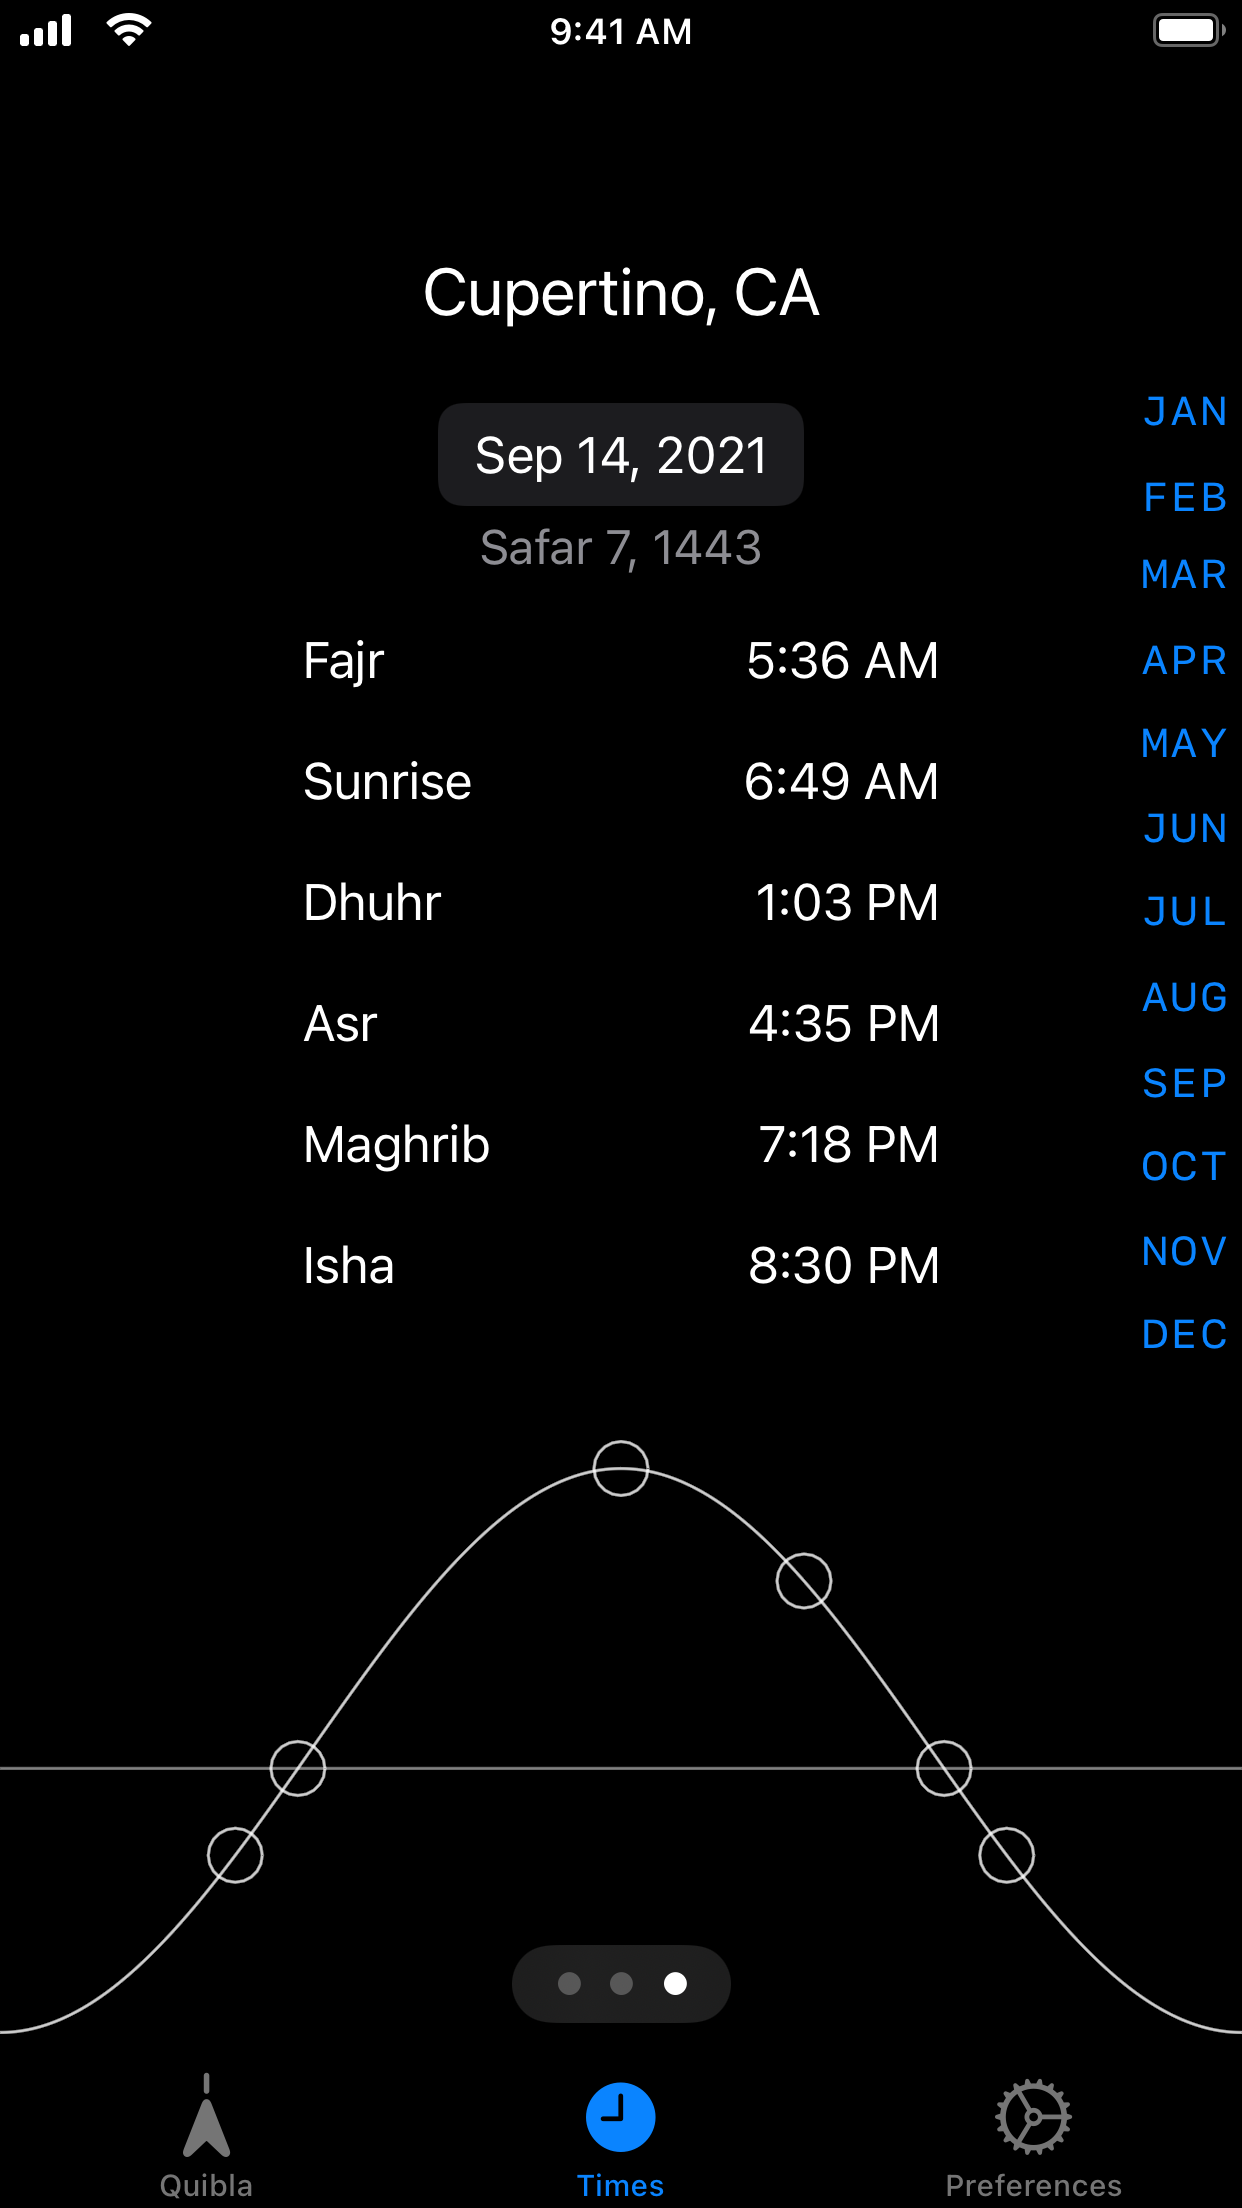 9:41 AM
Cupertino, CA
Sep 14, 2021
Safar 7, 1443
Fajr 5:36 AM
Sunrise 6:49 AM
Dhuhr 1:03 PM
Asr 4:35 PM
Maghrib 7:18 PM
Isha 8:30 PM
JAN
FEB
MAR
APR
MAY
JUN
JUL
AUG
SEP
OCT
NOV
DEC
Quibla
Times
Preferences